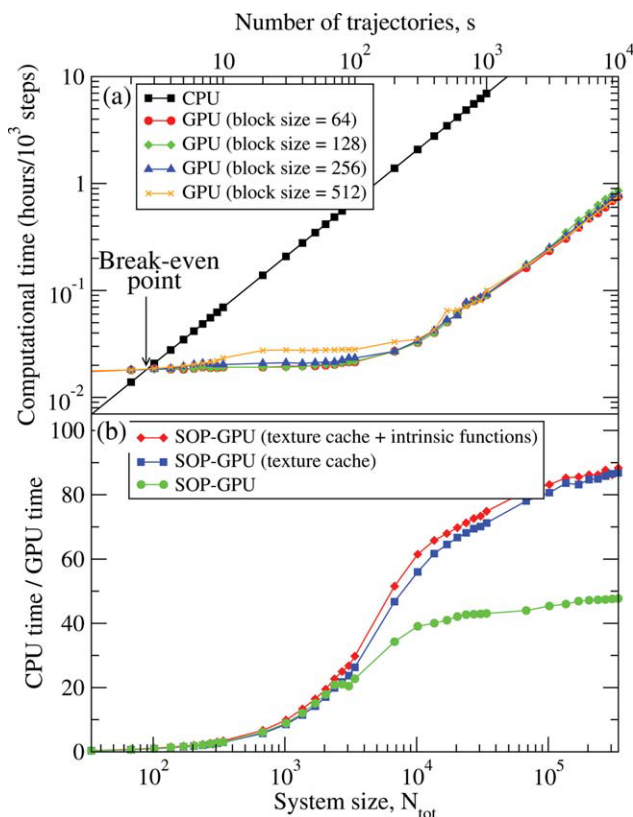 Number of trajectories, s
10⁰ 10¹ 10² 10³ 10⁴
(a)
CPU
GPU (block size = 64)
GPU (block size = 128)
GPU (block size = 256)
GPU (block size = 512)
Break-even
point
Computational time (hours/10³ steps)
10
1
10⁻¹
10⁻²
(b)
SOP-GPU (texture cache + intrinsic functions)
SOP-GPU (texture cache)
SOP-GPU
CPU time / GPU time
100
80
60
40
20
0
10² 10³ 10⁴ 10⁵
System size, Nₜₒₜ